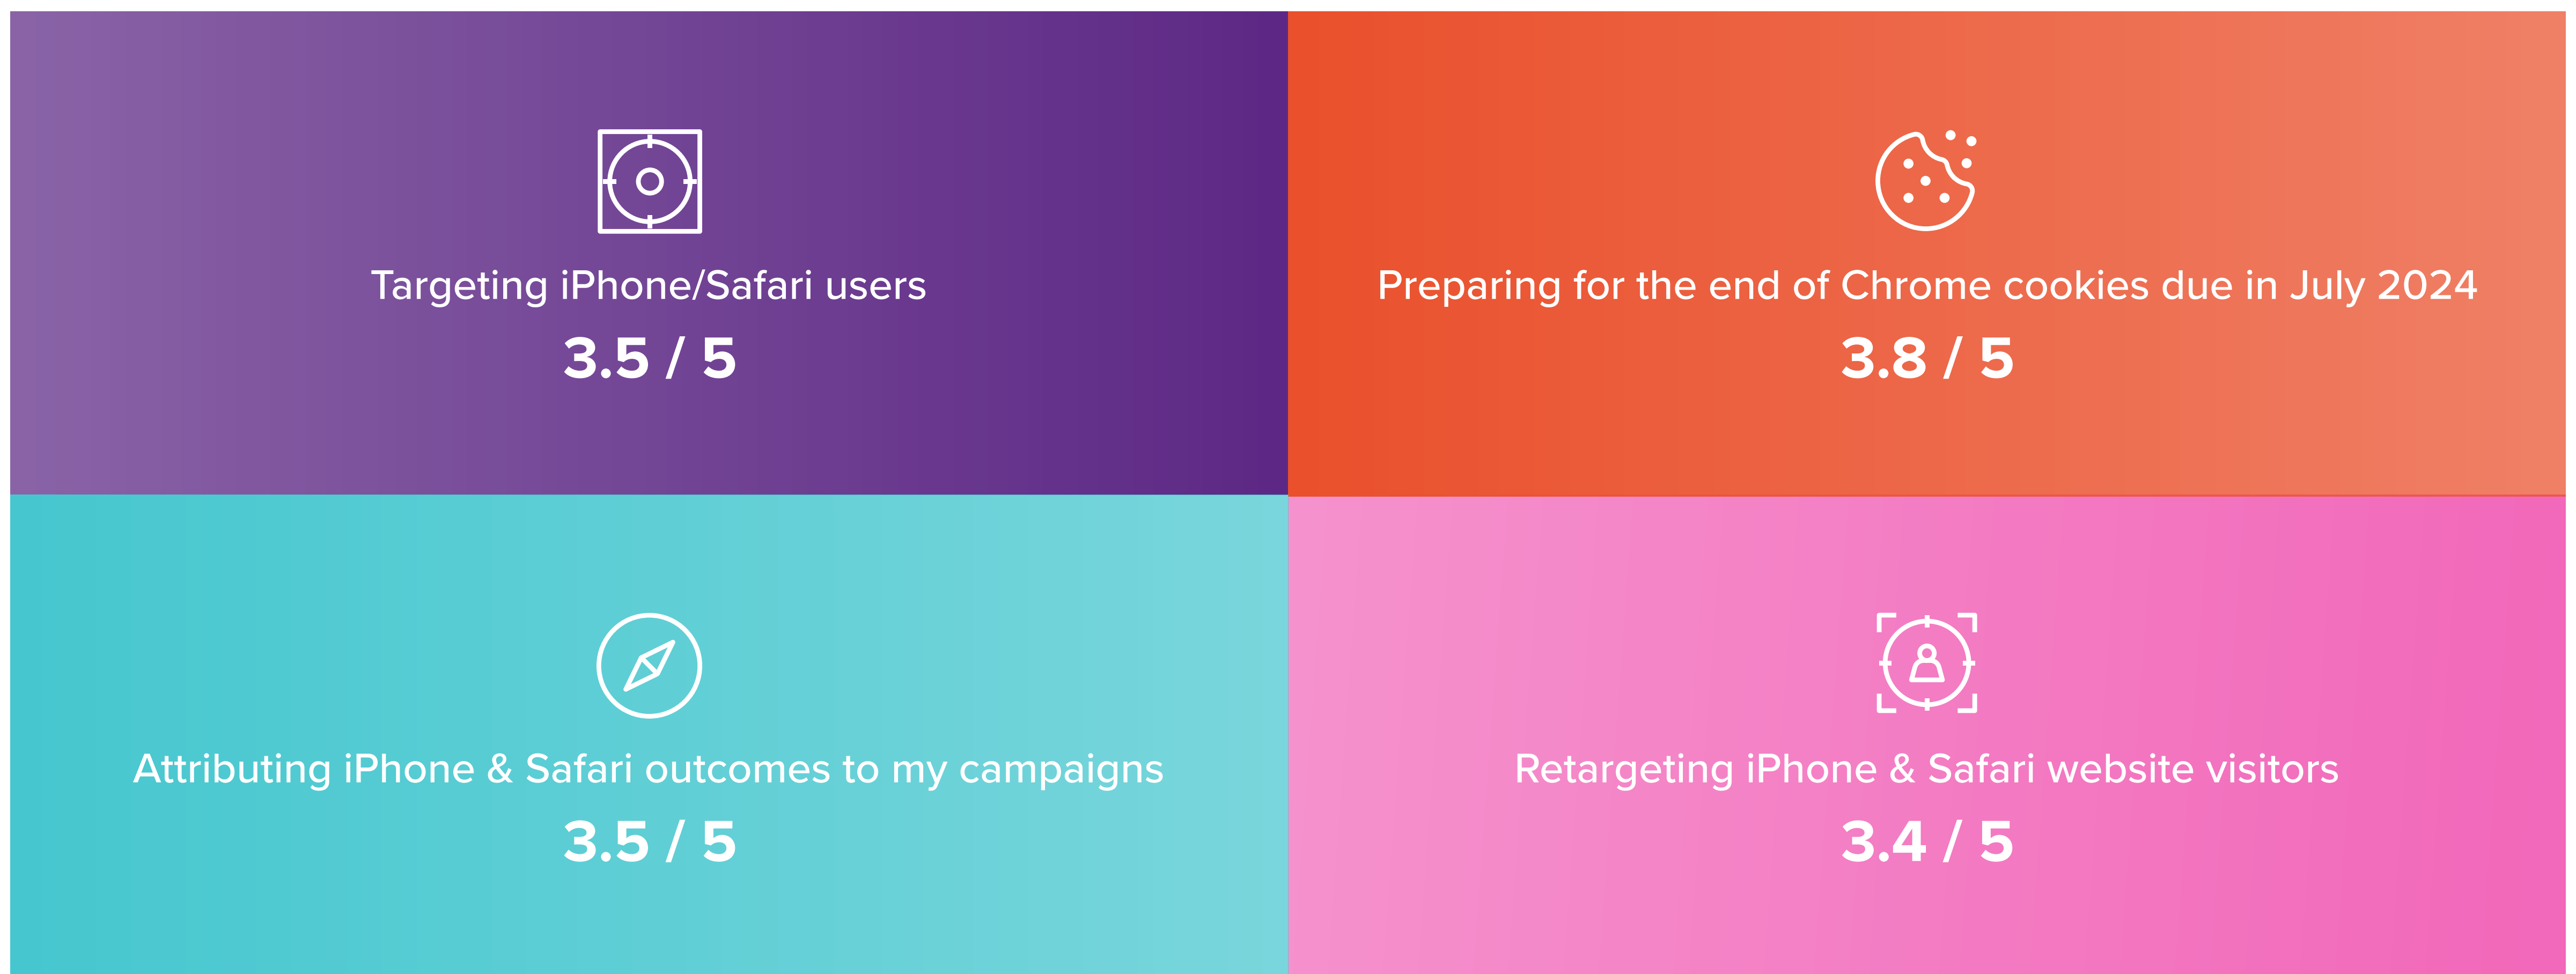 Targeting iPhone/Safari users
3.5 / 5
Preparing for the end of Chrome cookies due in July 2024
3.8 / 5
Attributing iPhone & Safari outcomes to my campaigns
3.5 / 5
Retargeting iPhone & Safari website visitors
3.4 / 5